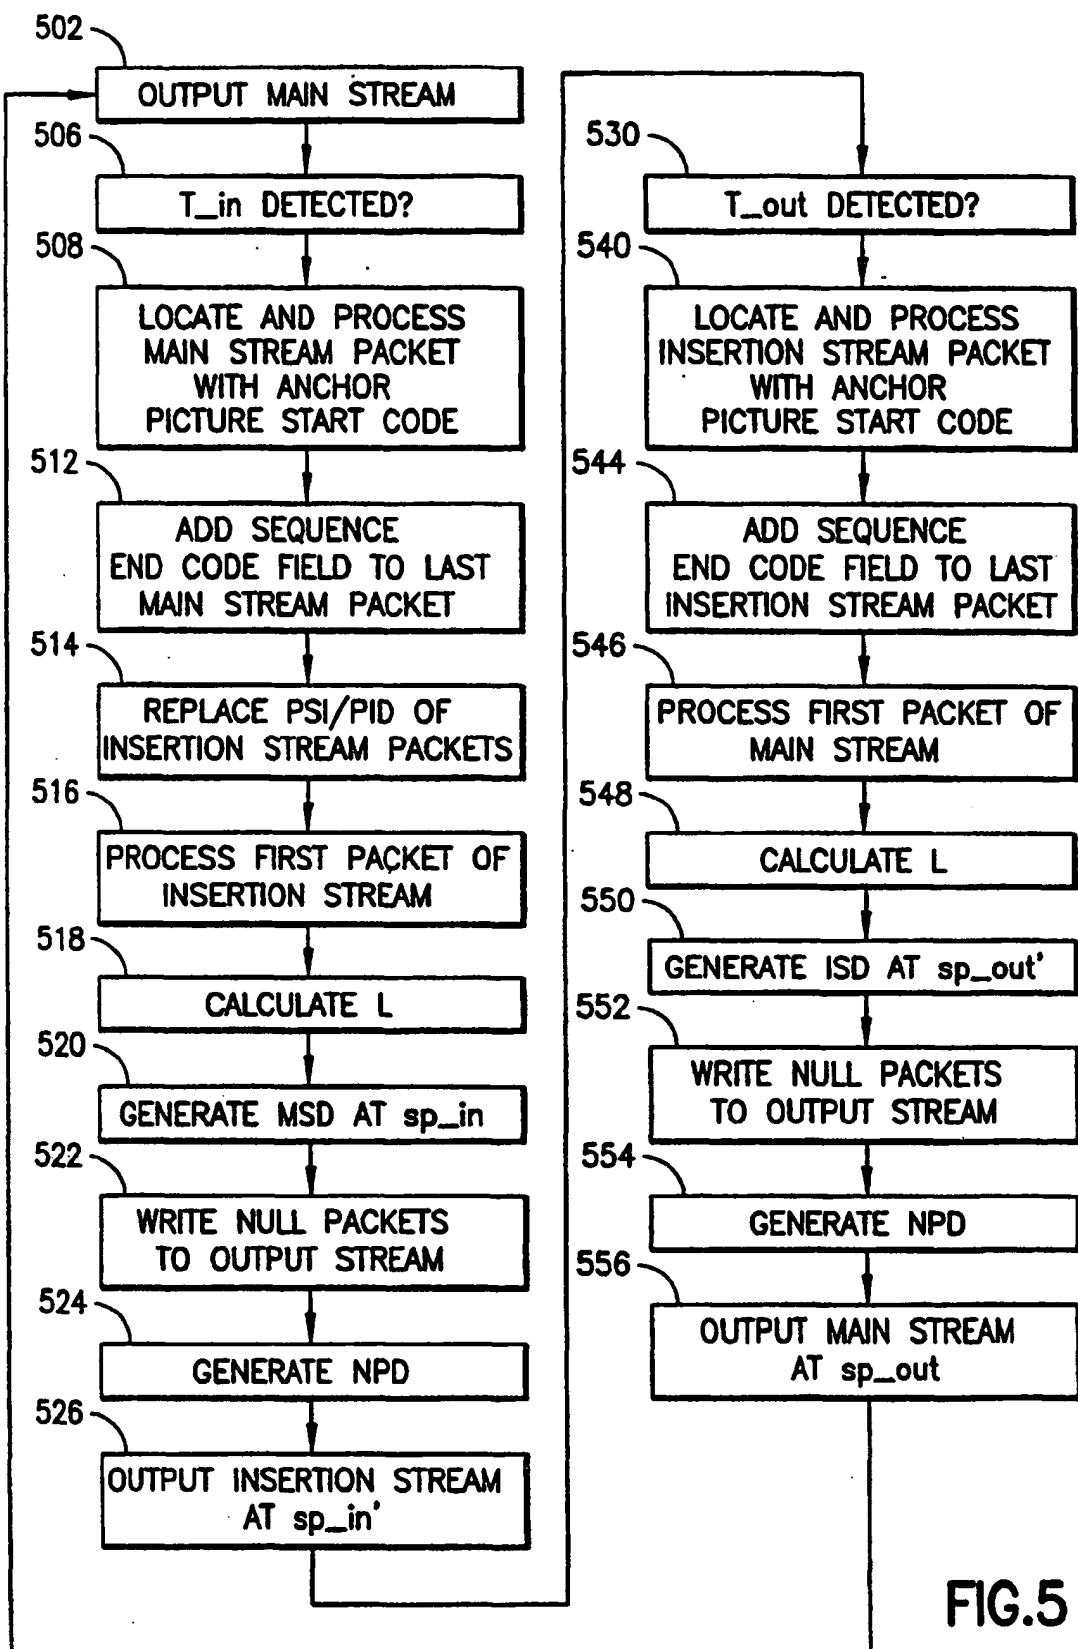 502
OUTPUT MAIN STREAM
506
T_in DETECTED?
508
LOCATE AND PROCESS
MAIN STREAM PACKET
WITH ANCHOR
PICTURE START CODE
512
ADD SEQUENCE
END CODE FIELD TO LAST
MAIN STREAM PACKET
514
REPLACE PSI/PID OF
INSERTION STREAM PACKETS
516
PROCESS FIRST PACKET OF
INSERTION STREAM
518
CALCULATE L
520
GENERATE MSD AT sp_in
522
WRITE NULL PACKETS
TO OUTPUT STREAM
524
GENERATE NPD
526
OUTPUT INSERTION STREAM
AT sp_in'
530
T_out DETECTED?
540
LOCATE AND PROCESS
INSERTION STREAM PACKET
WITH ANCHOR
PICTURE START CODE
544
ADD SEQUENCE
END CODE FIELD TO LAST
INSERTION STREAM PACKET
546
PROCESS FIRST PACKET OF
MAIN STREAM
548
CALCULATE L
550
GENERATE ISD AT sp_out'
552
WRITE NULL PACKETS
TO OUTPUT STREAM
554
GENERATE NPD
556
OUTPUT MAIN STREAM
AT sp_out
FIG.5